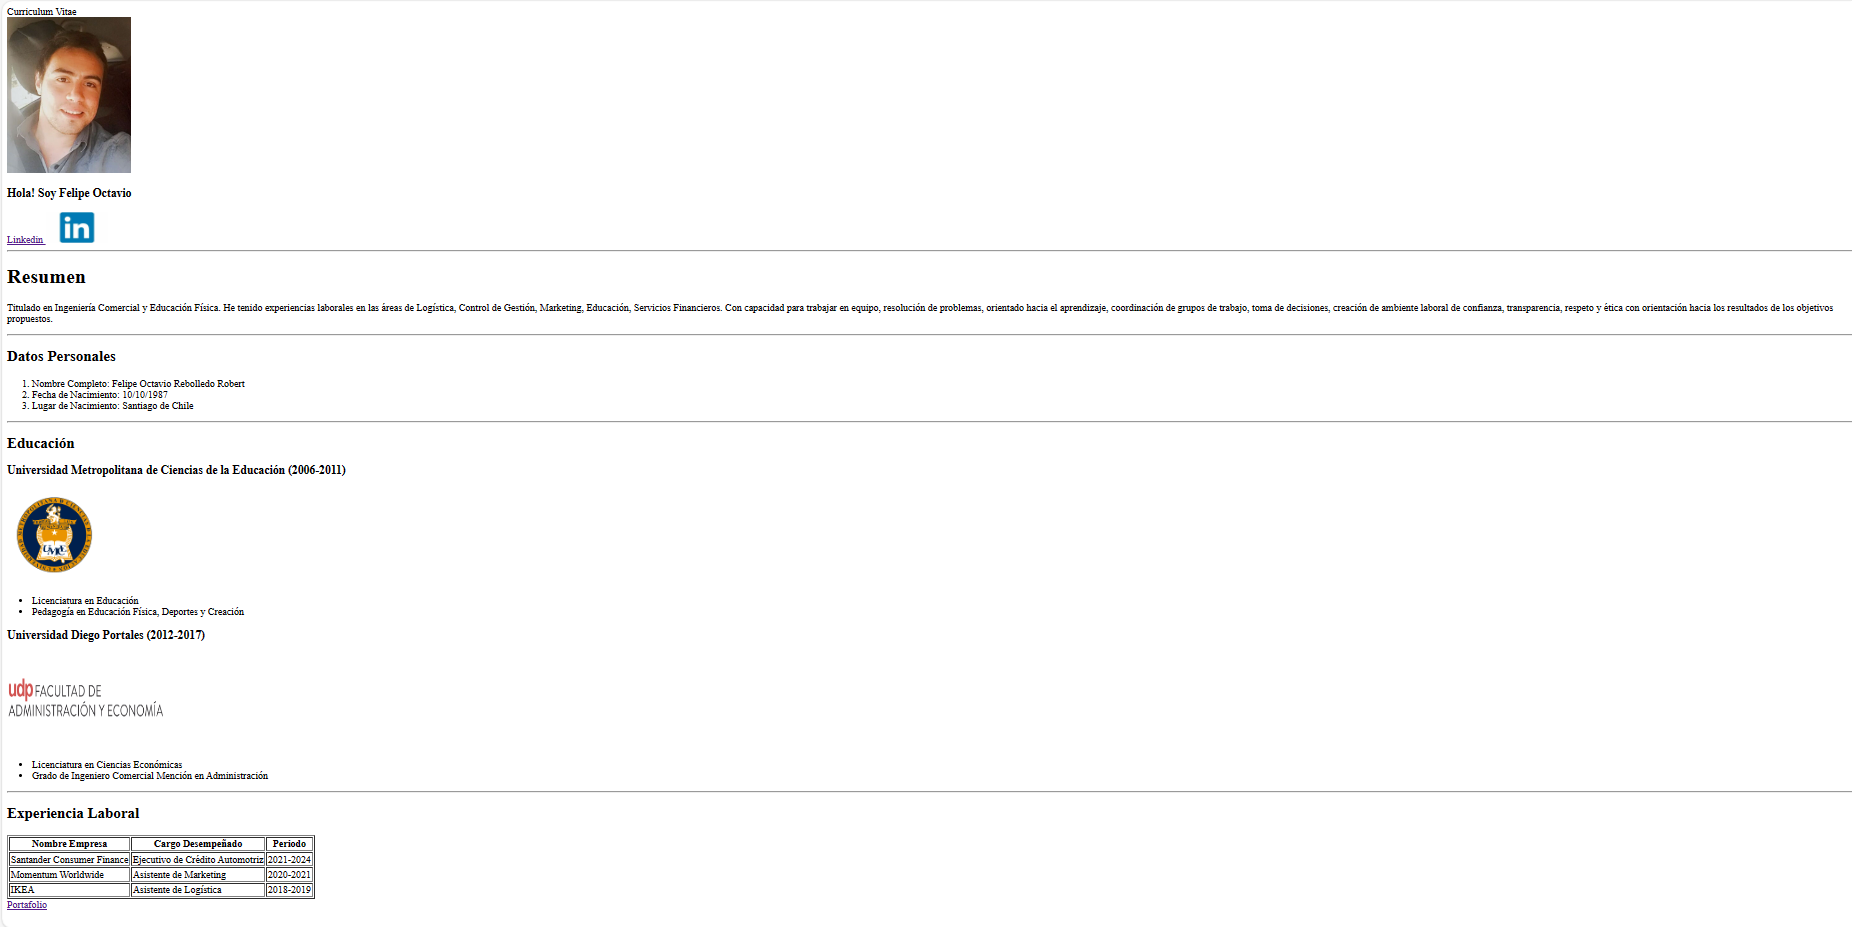 Curriculum Vitae
Hola! Soy Felipe Octavio
Linkedin
in
Resumen
Titulado en Ingeniería Comercial y Educación Física. He tenido experiencias laborales en las áreas de Logística, Control de Gestión, Marketing, Educación, Servicios Financieros. Con capacidad para trabajar en equipo, resolución de problemas, orientado hacia el aprendizaje, coordinación de grupos de trabajo, toma de decisiones, creación de ambiente laboral de confianza, transparencia, respeto y ética con orientación hacia los resultados de los objetivos
propuestos.
Datos Personales
1. Nombre Completo: Felipe Octavio Rebolledo Robert
2. Fecha de Nacimiento: 10/10/1987
3. Lugar de Nacimiento: Santiago de Chile
Educación
Universidad Metropolitana de Ciencias de la Educación (2006-2011)
UMCE
• Licenciatura en Educación
• Pedagogía en Educación Física, Deportes y Creación
Universidad Diego Portales (2012-2017)
udp FACULTAD DE
ADMINISTRACIÓN Y ECONOMÍA
• Licenciatura en Ciencias Económicas
• Grado de Ingeniero Comercial Mención en Administración
Experiencia Laboral
Nombre Empresa Cargo Desempeñado Periodo
Santander Consumer Finance Ejecutivo de Crédito Automotriz 2021-2024
Momentum Worldwide Asistente de Marketing 2020-2021
IKEA Asistente de Logística 2018-2019
Portafolio